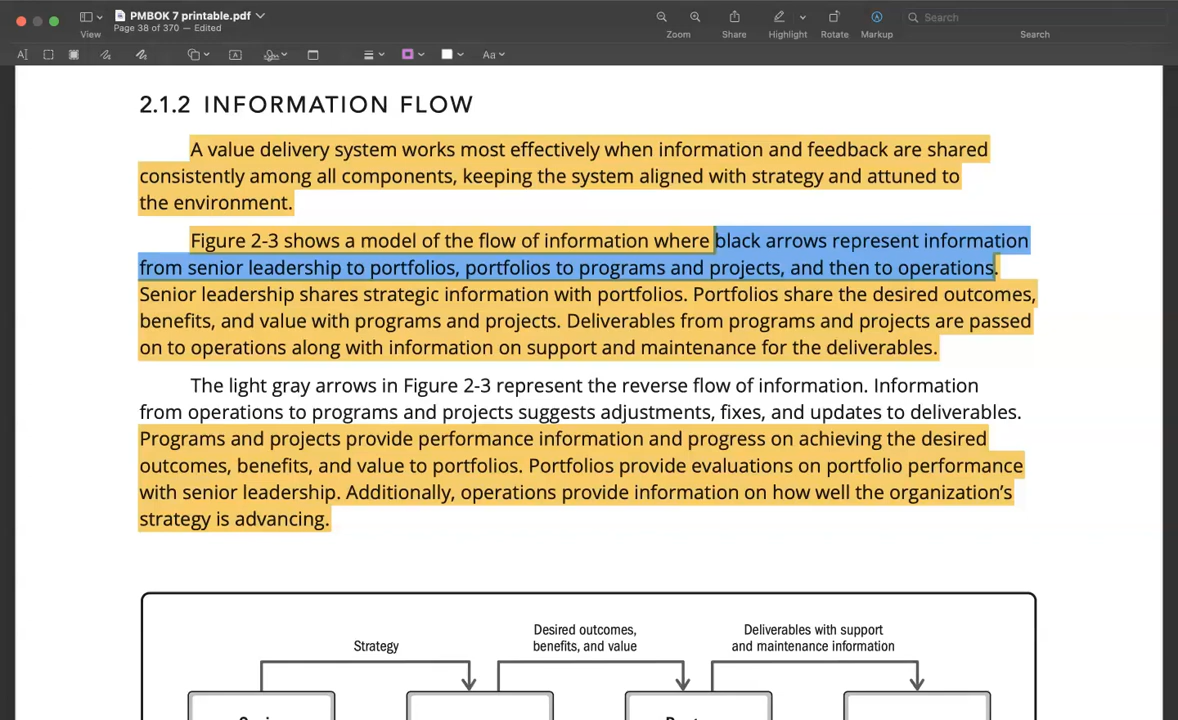 PMBOK 7 printable.pdf
Page 38 of 370 — Edited
View
Zoom
Share
Highlight
Rotate
Markup
Search
Search
Aa
2.1.2 INFORMATION FLOW
A value delivery system works most effectively when information and feedback are shared
consistently among all components, keeping the system aligned with strategy and attuned to
the environment.
Figure 2-3 shows a model of the flow of information where black arrows represent information
from senior leadership to portfolios, portfolios to programs and projects, and then to operations.
Senior leadership shares strategic information with portfolios. Portfolios share the desired outcomes,
benefits, and value with programs and projects. Deliverables from programs and projects are passed
on to operations along with information on support and maintenance for the deliverables.
The light gray arrows in Figure 2-3 represent the reverse flow of information. Information
from operations to programs and projects suggests adjustments, fixes, and updates to deliverables.
Programs and projects provide performance information and progress on achieving the desired
outcomes, benefits, and value to portfolios. Portfolios provide evaluations on portfolio performance
with senior leadership. Additionally, operations provide information on how well the organization’s
strategy is advancing.
Strategy
Desired outcomes,
benefits, and value
Deliverables with support
and maintenance information